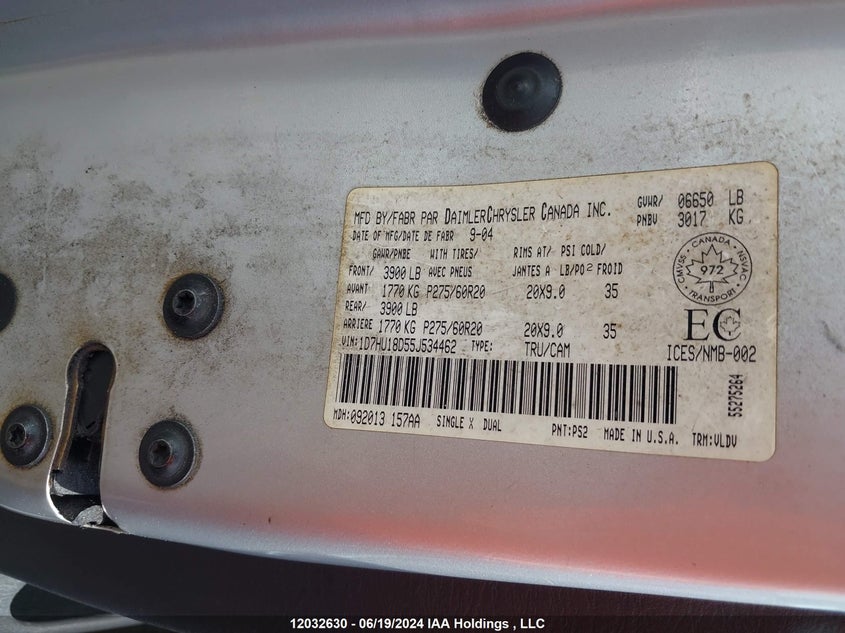 MFD BY/FABR PAR DAIMLERCHRYSLER CANADA INC.
GVWR/ PNBV 06650 LB 3017 KG
DATE OF MFG/DATE DE FABR 9-04
GAWR/PNBE WITH TIRES/ RIMS AT/ PSI COLD/
FRONT/ 3900 LB AVEC PNEUS JANTES A LB/PO² FROID
AVANT 1770 KG P275/60R20 20X9.0 35
REAR/ 3900 LB
ARRIERE 1770 KG P275/60R20 20X9.0 35
VIN: 1D7HU18D55J534462 TYPE: TRU/CAM
CANADA
CMVSS 972 NSVAC
TRANSPORT
EC
ICES/NMB-002
55275264
MDH:092013 157AA SINGLE X DUAL
PNT:PS2 MADE IN U.S.A. TRM:VLDV
12032630 - 06/19/2024 IAA Holdings , LLC